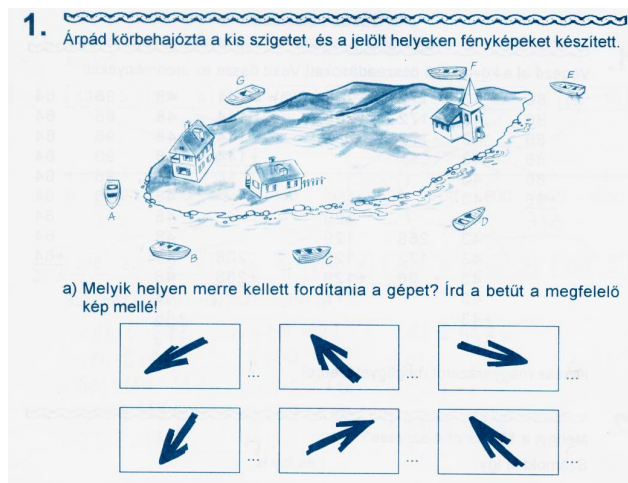 1.
Árpád körbehajózta a kis szigetet, és a jelölt helyeken fényképeket készített.
G
F
E
A
B
C
D
a) Melyik helyen merre kellett fordítania a gépet? Írd a betűt a megfelelő
kép mellé!
... ... ...
... ... ...